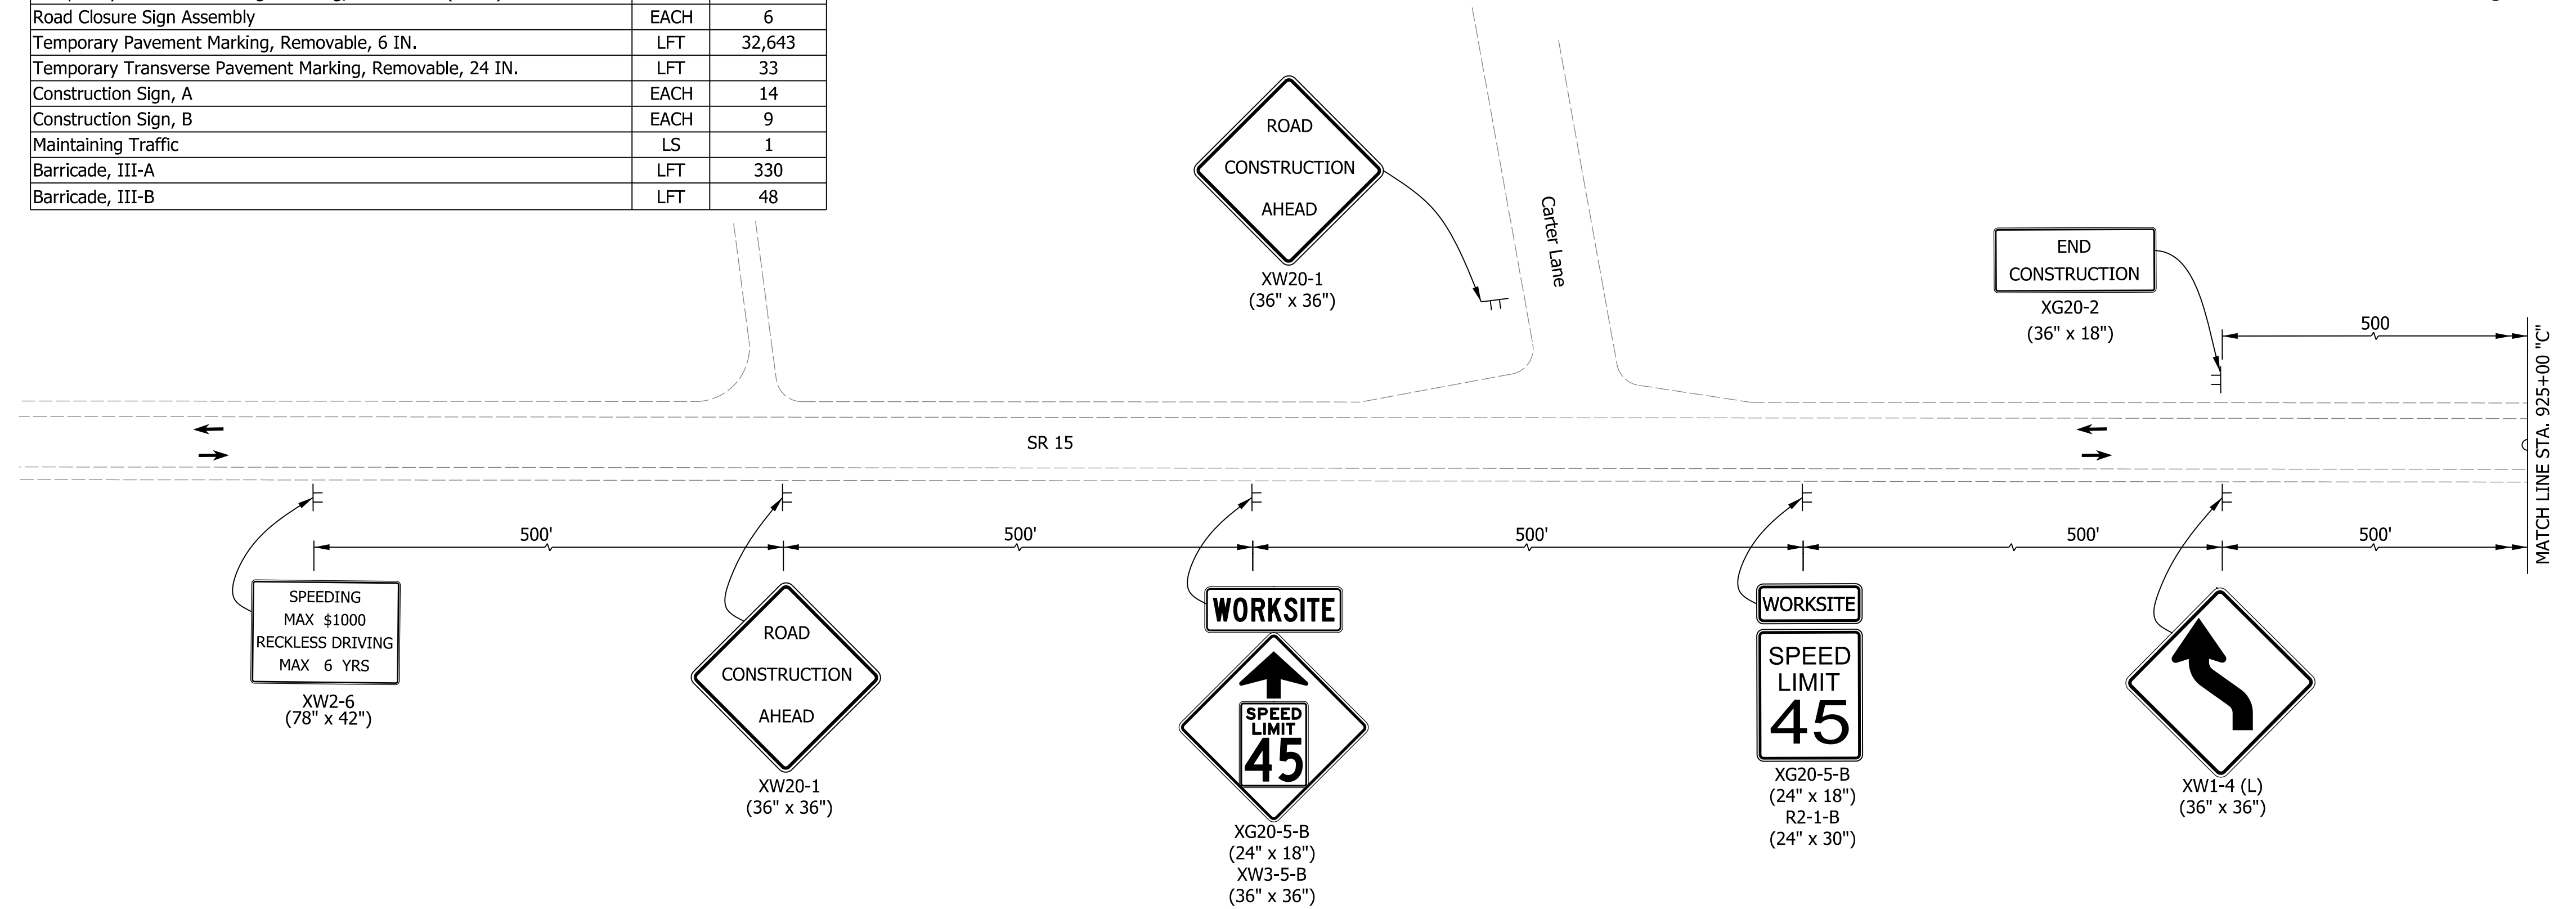 Road Closure Sign Assembly EACH 6
Temporary Pavement Marking, Removable, 6 IN. LFT 32,643
Temporary Transverse Pavement Marking, Removable, 24 IN. LFT 33
Construction Sign, A EACH 14
Construction Sign, B EACH 9
Maintaining Traffic LS 1
Barricade, III-A LFT 330
Barricade, III-B LFT 48
ROAD
CONSTRUCTION
AHEAD
XW20-1
(36" x 36")
Carter Lane
END
CONSTRUCTION
XG20-2
(36" x 18")
500
MATCH LINE STA. 925+00 "C"
SR 15
500'
500'
500'
500'
500'
SPEEDING
MAX $1000
RECKLESS DRIVING
MAX 6 YRS
XW2-6
(78" x 42")
ROAD
CONSTRUCTION
AHEAD
XW20-1
(36" x 36")
WORKSITE
SPEED
LIMIT
45
XG20-5-B
(24" x 18")
XW3-5-B
(36" x 36")
WORKSITE
SPEED
LIMIT
45
XG20-5-B
(24" x 18")
R2-1-B
(24" x 30")
XW1-4 (L)
(36" x 36")